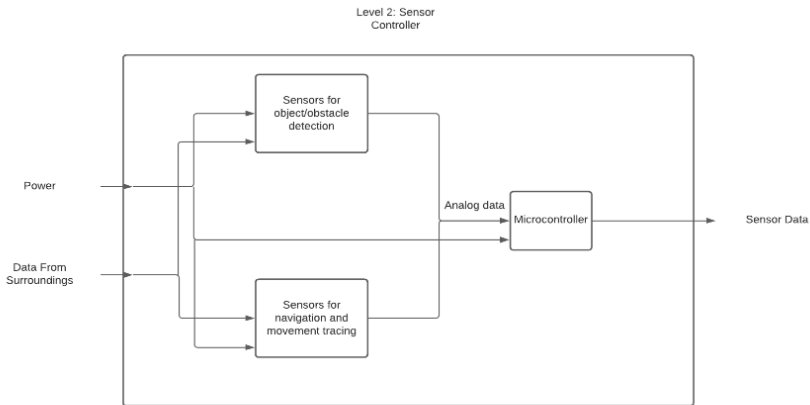 Level 2: Sensor
Controller
Sensors for
object/obstacle
detection
Power
Analog data
Microcontroller
Sensor Data
Data From
Surroundings
Sensors for
navigation and
movement tracing